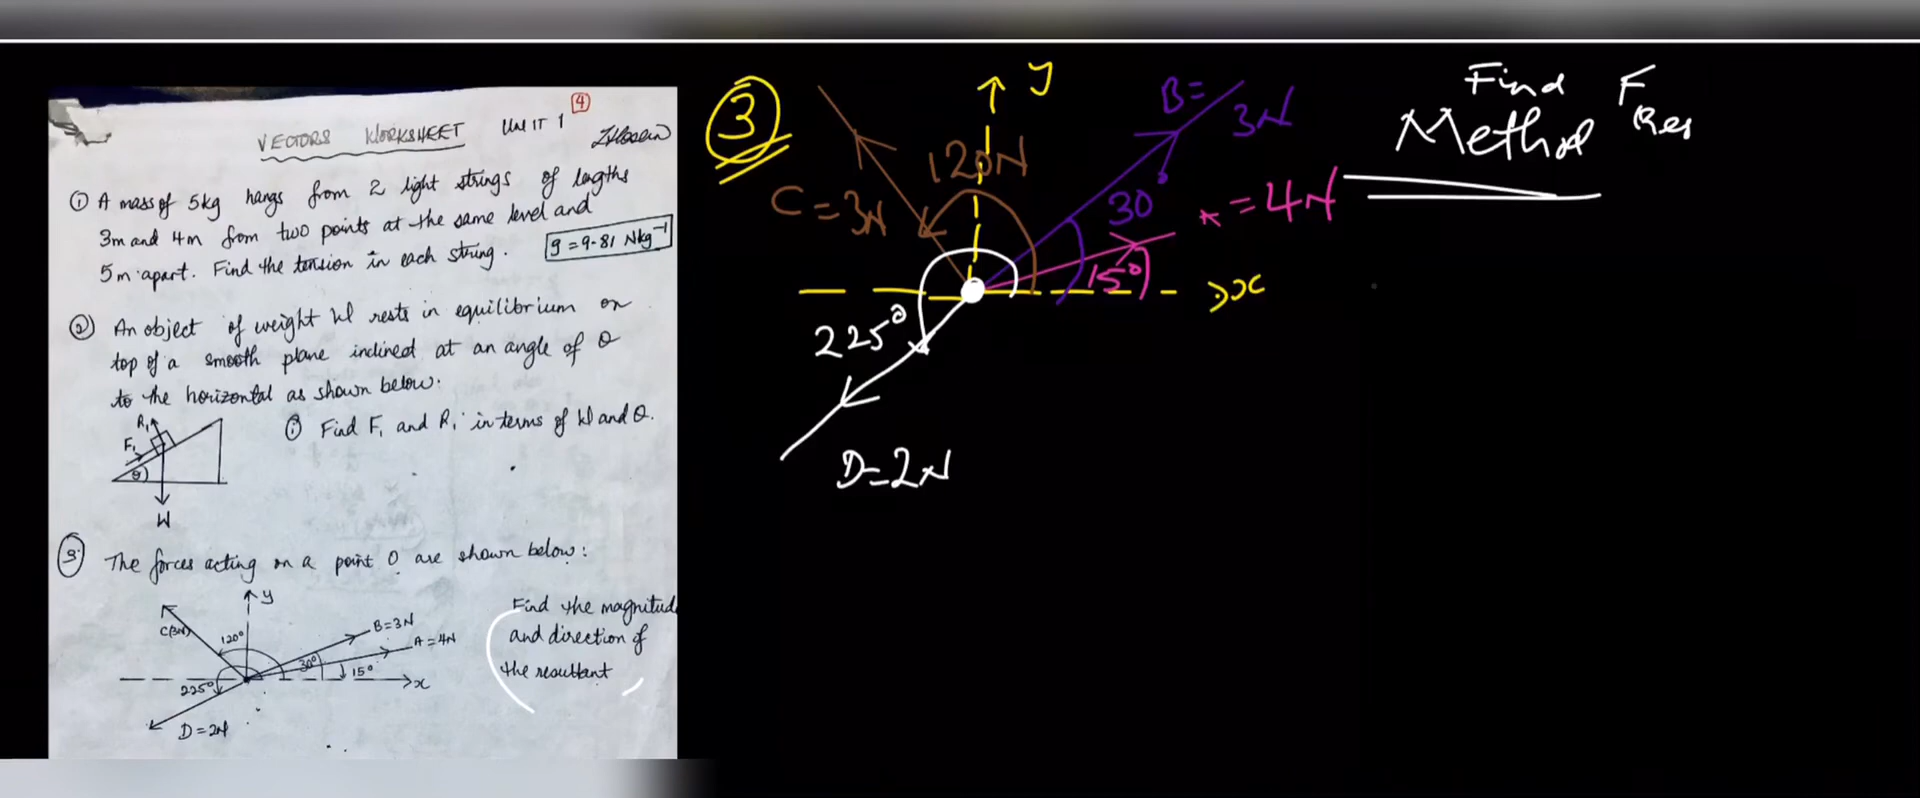 VECTORS WORKSHEET UNIT 1 4
① A mass of 5kg hangs from 2 light strings of lengths
3m and 4m from two points at the same level and
5m apart. Find the tension in each string. g = 9.81 Nkg⁻¹
② An object of weight W rests in equilibrium on
top of a smooth plane inclined at an angle of θ
to the horizontal as shown below.
R₁
F₁
θ
W
① Find F₁ and R₁ in terms of W and θ.
3 The forces acting on a point O are shown below:
y
C(3N)
120°
B=3N
A=4N
30°
15°
x
225°
D=2N
Find the magnitud
and direction of
the resultant
3
y
B=
3N
120N
C=3N
30°
=4N
15°
x
225°
D=2N
Find F Res
Method